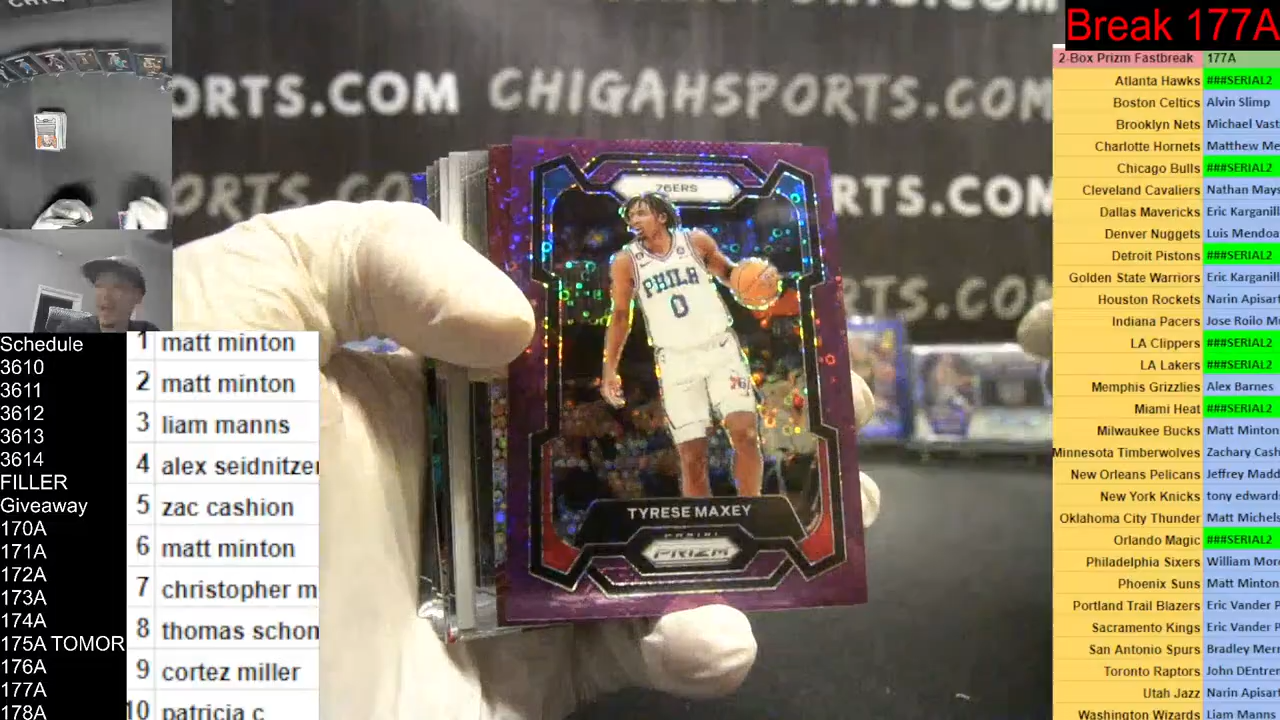 Break 177A
2-Box Prizm Fastbreak 177A
Atlanta Hawks ###SERIAL2
Boston Celtics Alvin Slimp
Brooklyn Nets Michael Vast
Charlotte Hornets Matthew Me
Chicago Bulls ###SERIAL2
Cleveland Cavaliers Nathan Mays
Dallas Mavericks Eric Karganill
Denver Nuggets Luis Mendoa
Detroit Pistons ###SERIAL2
Golden State Warriors Eric Karganill
Houston Rockets Narin Apisart
Indiana Pacers Jose Roilo M
LA Clippers ###SERIAL2
LA Lakers ###SERIAL2
Memphis Grizzlies Alex Barnes
Miami Heat ###SERIAL2
Milwaukee Bucks Matt Minton
Minnesota Timberwolves Zachary Cash
New Orleans Pelicans Jeffrey Madd
New York Knicks tony edward
Oklahoma City Thunder Matt Michels
Orlando Magic ###SERIAL2
Philadelphia Sixers William Mor
Phoenix Suns Matt Minton
Portland Trail Blazers Eric Vander P
Sacramento Kings Eric Vander P
San Antonio Spurs Bradley Merr
Toronto Raptors John DEntre
Utah Jazz Narin Apisart
Washington Wizards Liam Manns
ORTS.COM CHIGAHSPORTS.COM
RTS.COM
RTS.CO
76ERS
PHILA
0
TYRESE MAXEY
PANINI
PRIZM
Schedule
3610
3611
3612
3613
3614
FILLER
Giveaway
170A
171A
172A
173A
174A
175A TOMOR
176A
177A
178A
1 matt minton
2 matt minton
3 liam manns
4 alex seidnitzer
5 zac cashion
6 matt minton
7 christopher m
8 thomas schon
9 cortez miller
10 patricia c